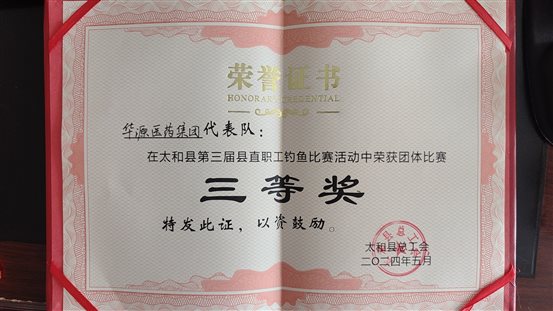 荣誉证书
HONORARY CREDENTIAL
华源医药集团代表队：
在太和县第三届县直职工钓鱼比赛活动中荣获团体比赛
三等奖
特发此证，以资鼓励。
太和县总工会
二〇二四年五月